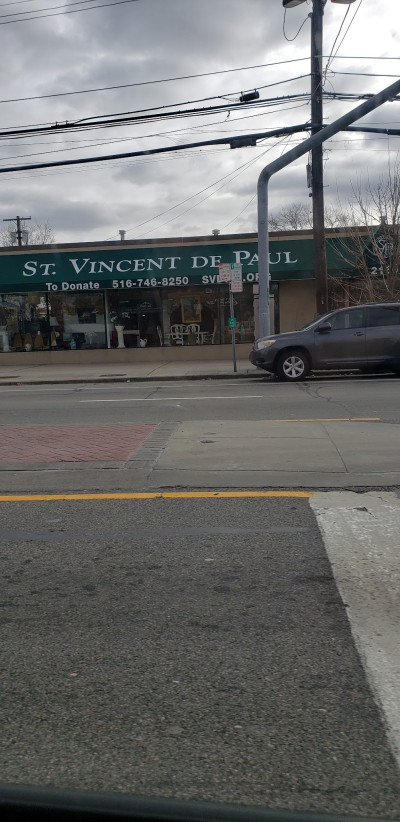 ST. VINCENT DE PAUL
To Donate 516-746-8250